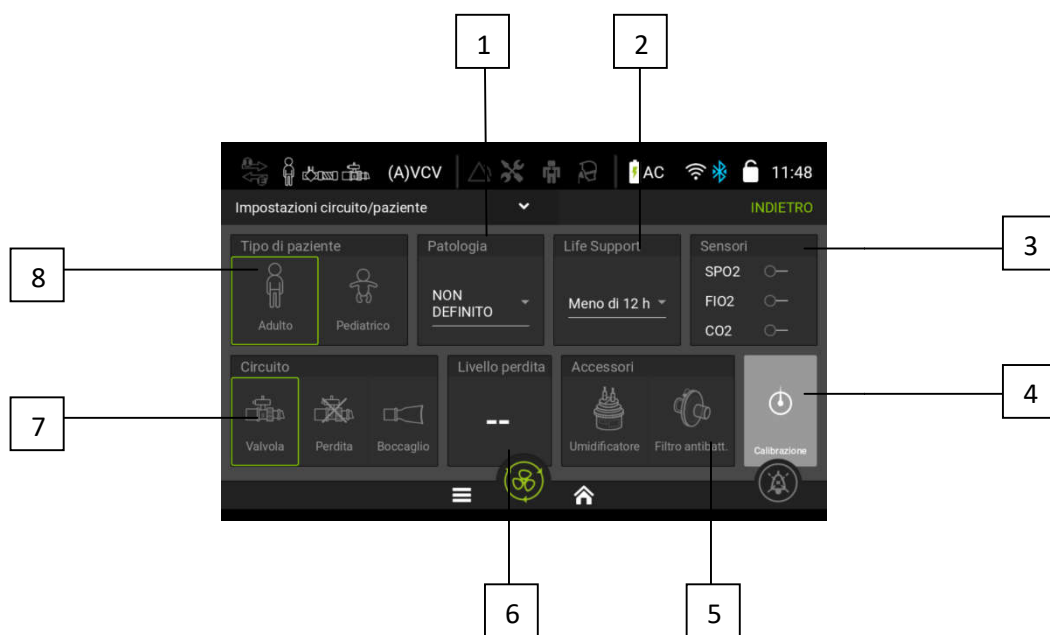 1
2
(A)VCV
AC
11:48
Impostazioni circuito/paziente
INDIETRO
Tipo di paziente
Patologia
Life Support
Sensori
3
8
SPO2
NON
DEFINITO
Meno di 12 h
FIO2
Adulto
Pediatrico
CO2
Circuito
Livello perdita
Accessori
4
7
--
Valvola
Perdita
Boccaglio
Umidificatore
Filtro antibatt.
Calibrazione
6
5